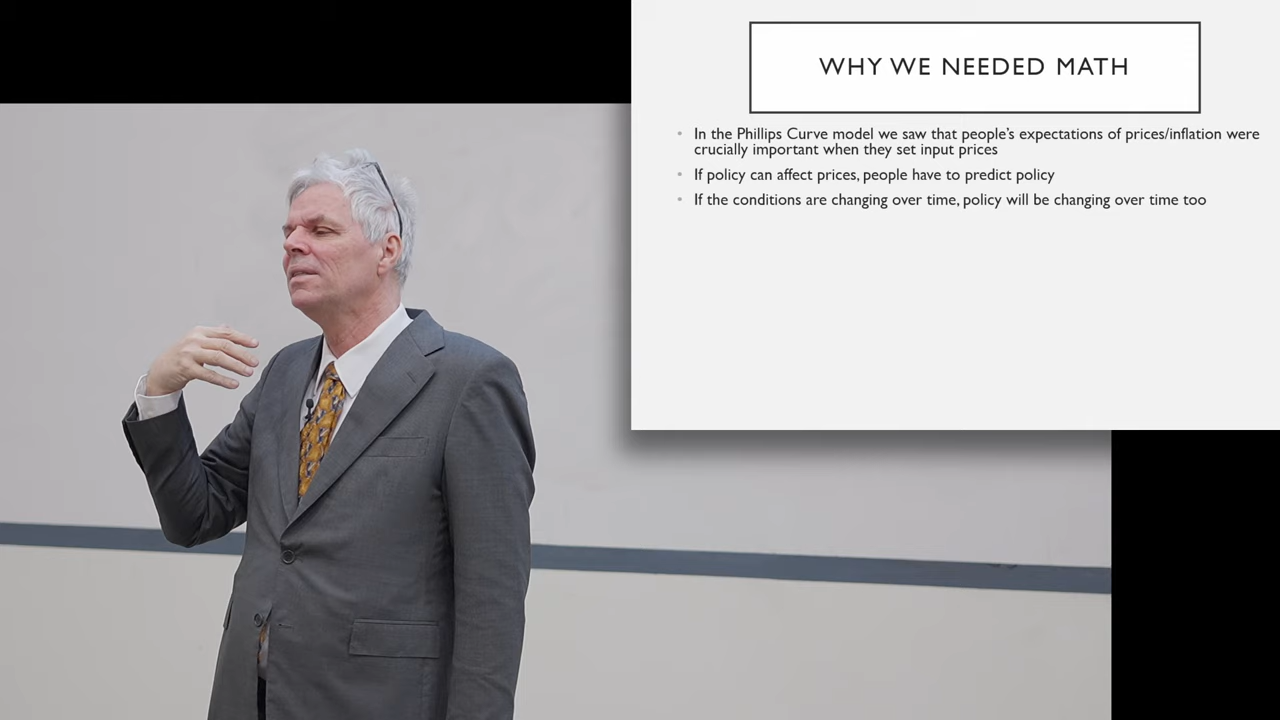 WHY WE NEEDED MATH
• In the Phillips Curve model we saw that people's expectations of prices/inflation were
crucially important when they set input prices
• If policy can affect prices, people have to predict policy
• If the conditions are changing over time, policy will be changing over time too